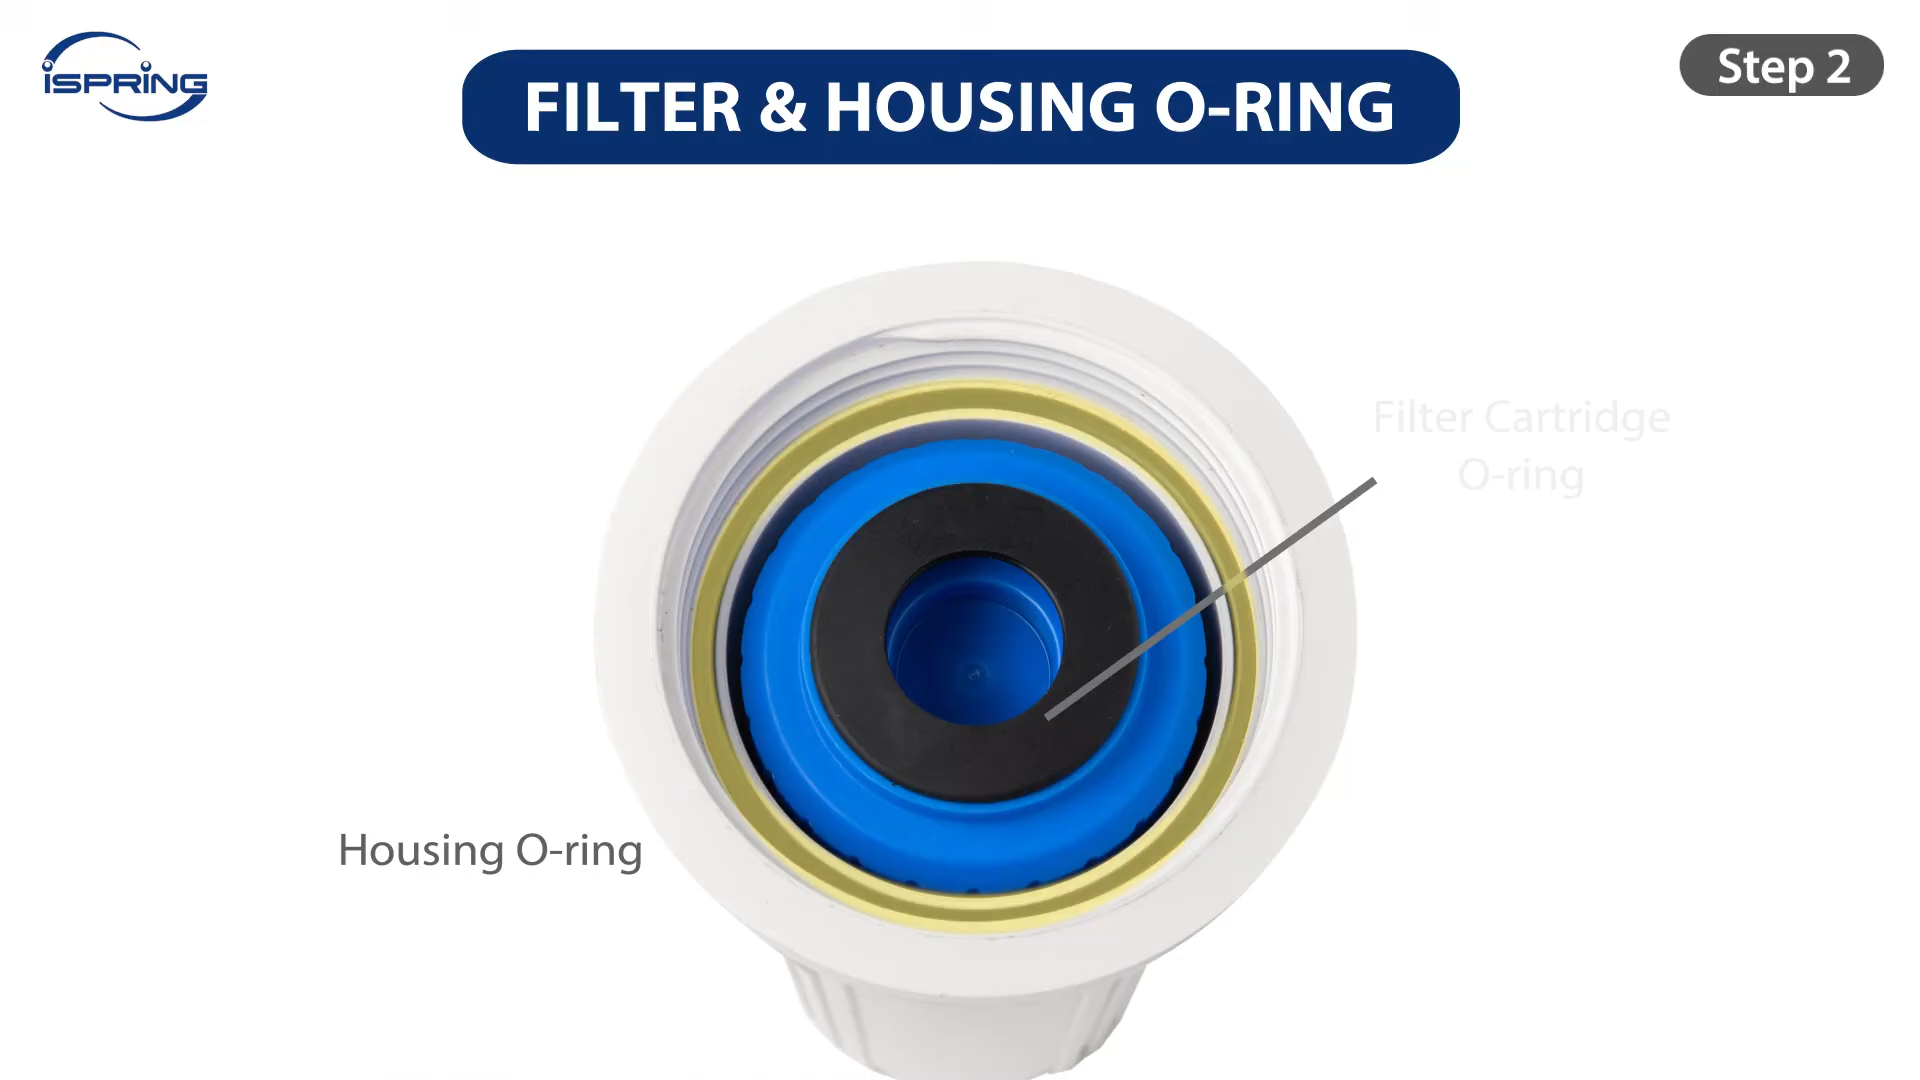 iSPRiNG
FILTER & HOUSING O-RING
Step 2
Filter Cartridge
O-ring
Housing O-ring